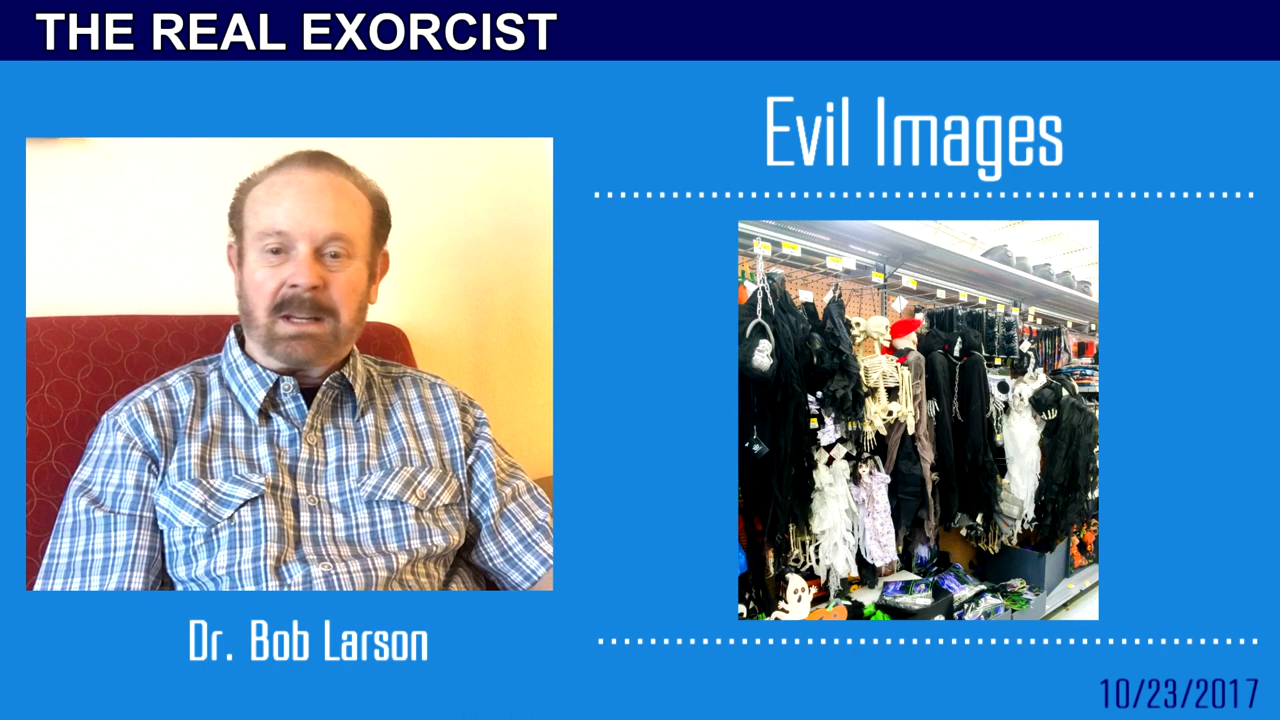 THE REAL EXORCIST
Evil Images
Dr. Bob Larson
10/23/2017